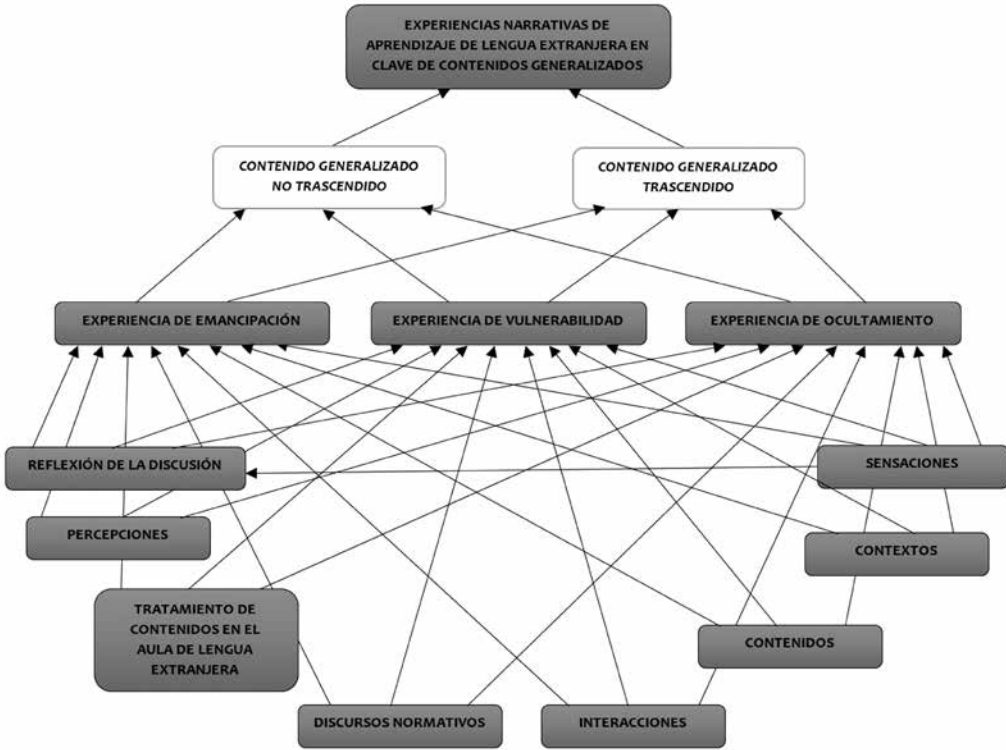 EXPERIENCIAS NARRATIVAS DE
APRENDIZAJE DE LENGUA EXTRANJERA EN
CLAVE DE CONTENIDOS GENERALIZADOS
CONTENIDO GENERALIZADO
NO TRASCENDIDO
CONTENIDO GENERALIZADO
TRASCENDIDO
EXPERIENCIA DE EMANCIPACIÓN
EXPERIENCIA DE VULNERABILIDAD
EXPERIENCIA DE OCULTAMIENTO
REFLEXIÓN DE LA DISCUSIÓN
SENSACIONES
PERCEPCIONES
CONTEXTOS
TRATAMIENTO DE
CONTENIDOS EN EL
AULA DE LENGUA
EXTRANJERA
CONTENIDOS
DISCURSOS NORMATIVOS
INTERACCIONES